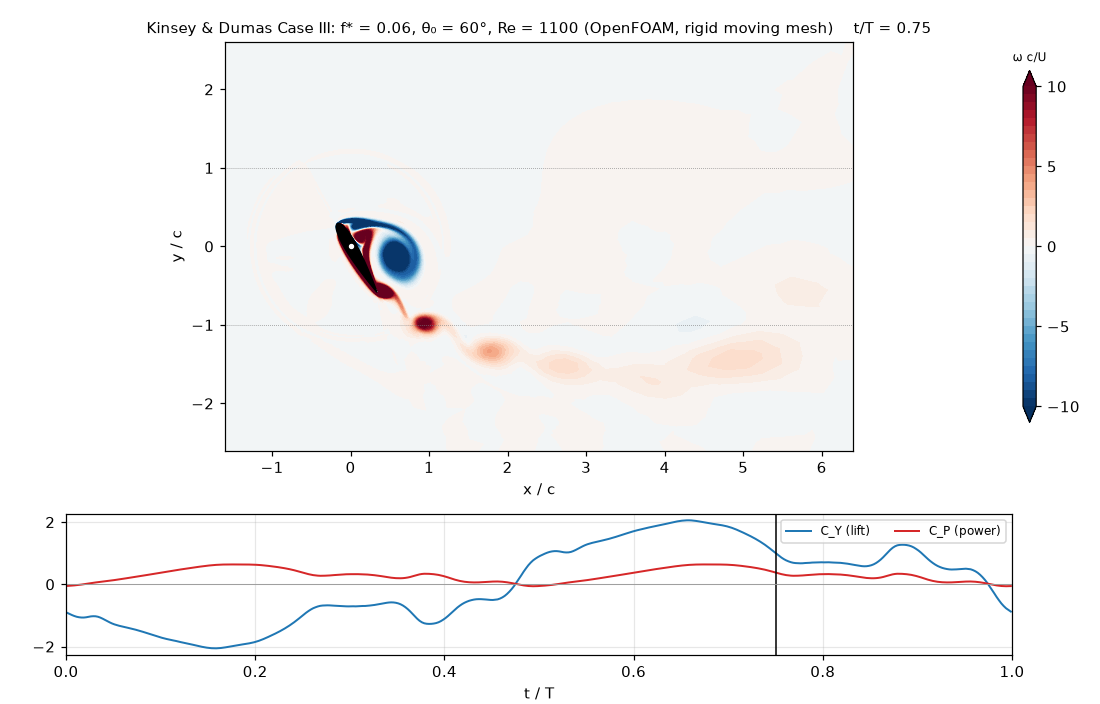 Kinsey & Dumas Case III: f* = 0.06, θ₀ = 60°, Re = 1100 (OpenFOAM, rigid moving mesh)    t/T = 0.75
ω c/U
10
5
0
−5
−10
y / c
2
1
0
−1
−2
−1 0 1 2 3 4 5 6
x / c
C_Y (lift) C_P (power)
2
0
−2
0.0 0.2 0.4 0.6 0.8 1.0
t / T